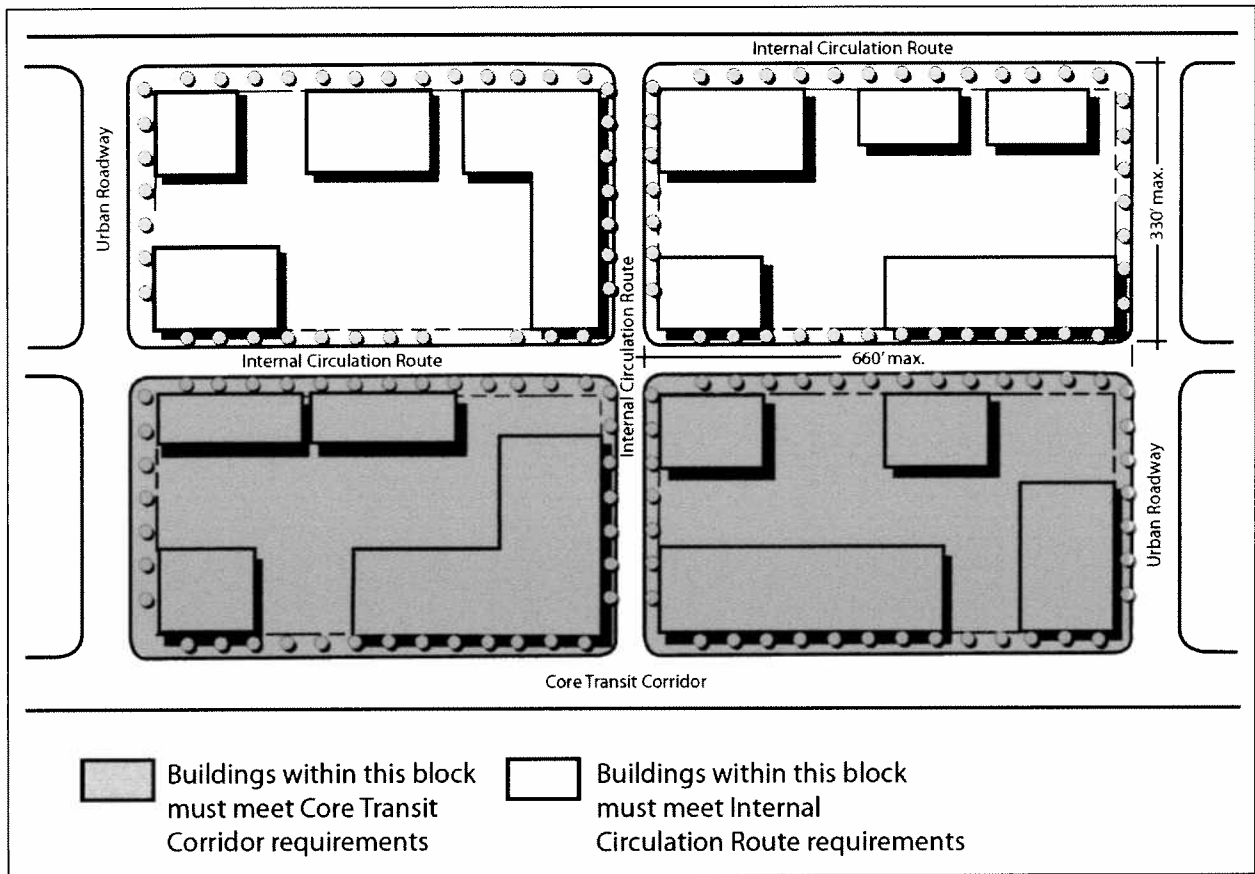 Internal Circulation Route
Urban Roadway
330' max.
Internal Circulation Route
Internal Circulation Route
660' max.
Urban Roadway
Core Transit Corridor
Buildings within this block
must meet Core Transit
Corridor requirements
Buildings within this block
must meet Internal
Circulation Route requirements